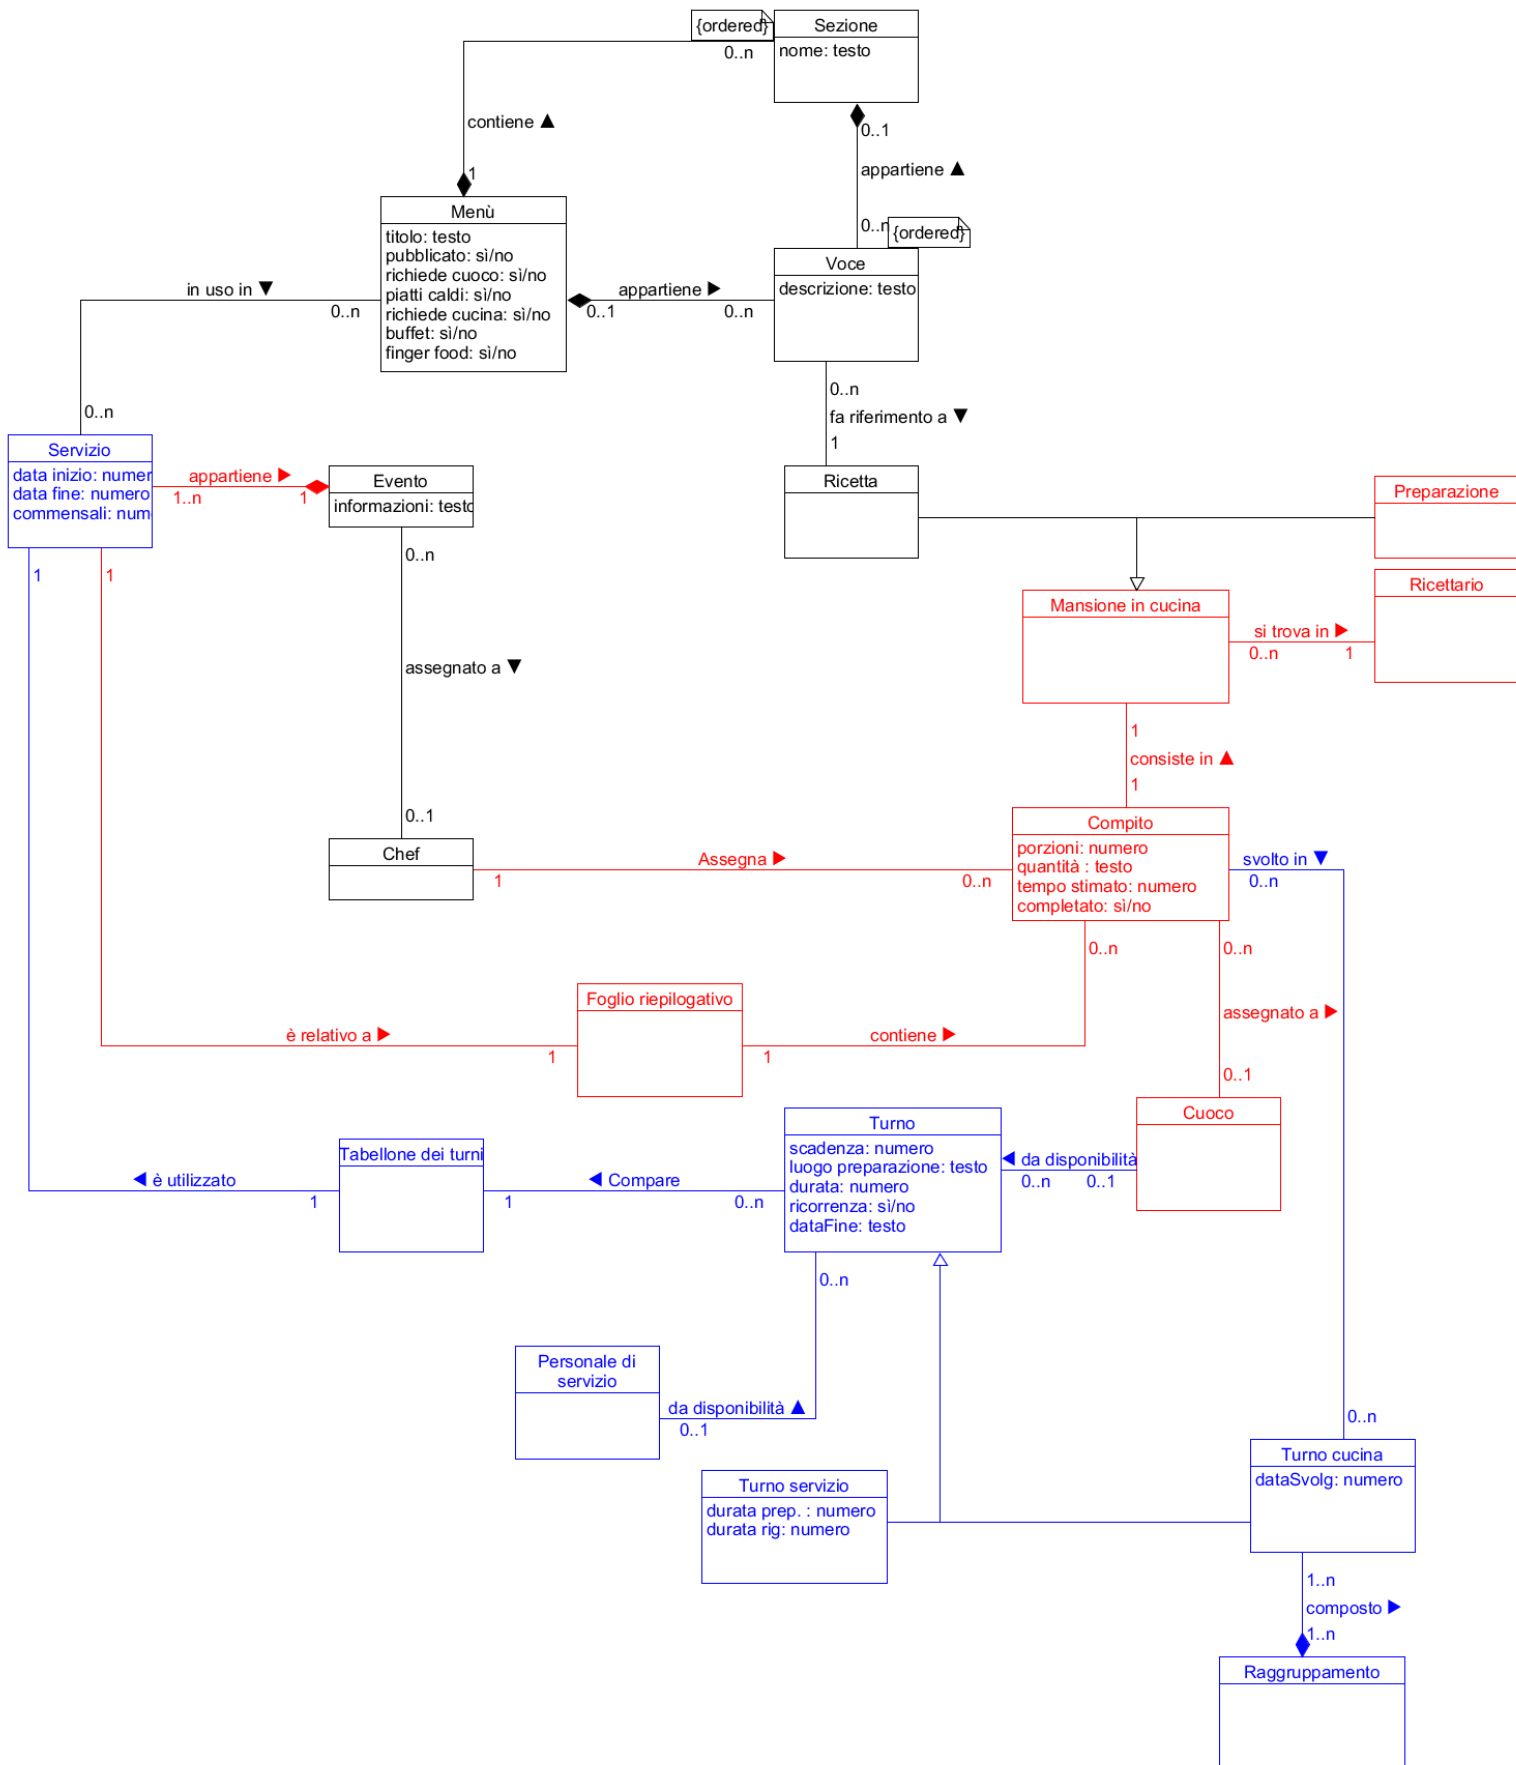 {ordered}
Sezione
nome: testo
0..n
contiene ▲
1
0..1
appartiene ▲
0..n
{ordered}
Menù
titolo: testo
pubblicato: sì/no
richiede cuoco: sì/no
piatti caldi: sì/no
richiede cucina: sì/no
buffet: sì/no
finger food: sì/no
in uso in ▼
0..n
0..n
appartiene ▶
0..1
0..n
Voce
descrizione: testo
0..n
fa riferimento a ▼
1
Servizio
data inizio: numer
data fine: numero
commensali: num
appartiene ▶
1..n
1
Evento
informazioni: testo
Ricetta
Preparazione
Ricettario
Mansione in cucina
si trova in ▶
0..n
1
1
1
0..n
assegnato a ▼
0..1
1
consiste in ▲
1
Chef
Assegna ▶
1
0..n
Compito
porzioni: numero
quantità : testo
tempo stimato: numero
completato: sì/no
svolto in ▼
0..n
0..n
0..n
assegnato a ▶
0..1
Foglio riepilogativo
è relativo a ▶
1
contiene ▶
1
Cuoco
Turno
scadenza: numero
luogo preparazione: testo
durata: numero
ricorrenza: sì/no
dataFine: testo
◀ da disponibilità
0..n
0..1
Tabellone dei turni
◀ è utilizzato
1
◀ Compare
1
0..n
0..n
Personale di
servizio
da disponibilità ▲
0..1
0..n
Turno cucina
dataSvolg: numero
Turno servizio
durata prep. : numero
durata rig: numero
1..n
composto ▶
1..n
Raggruppamento